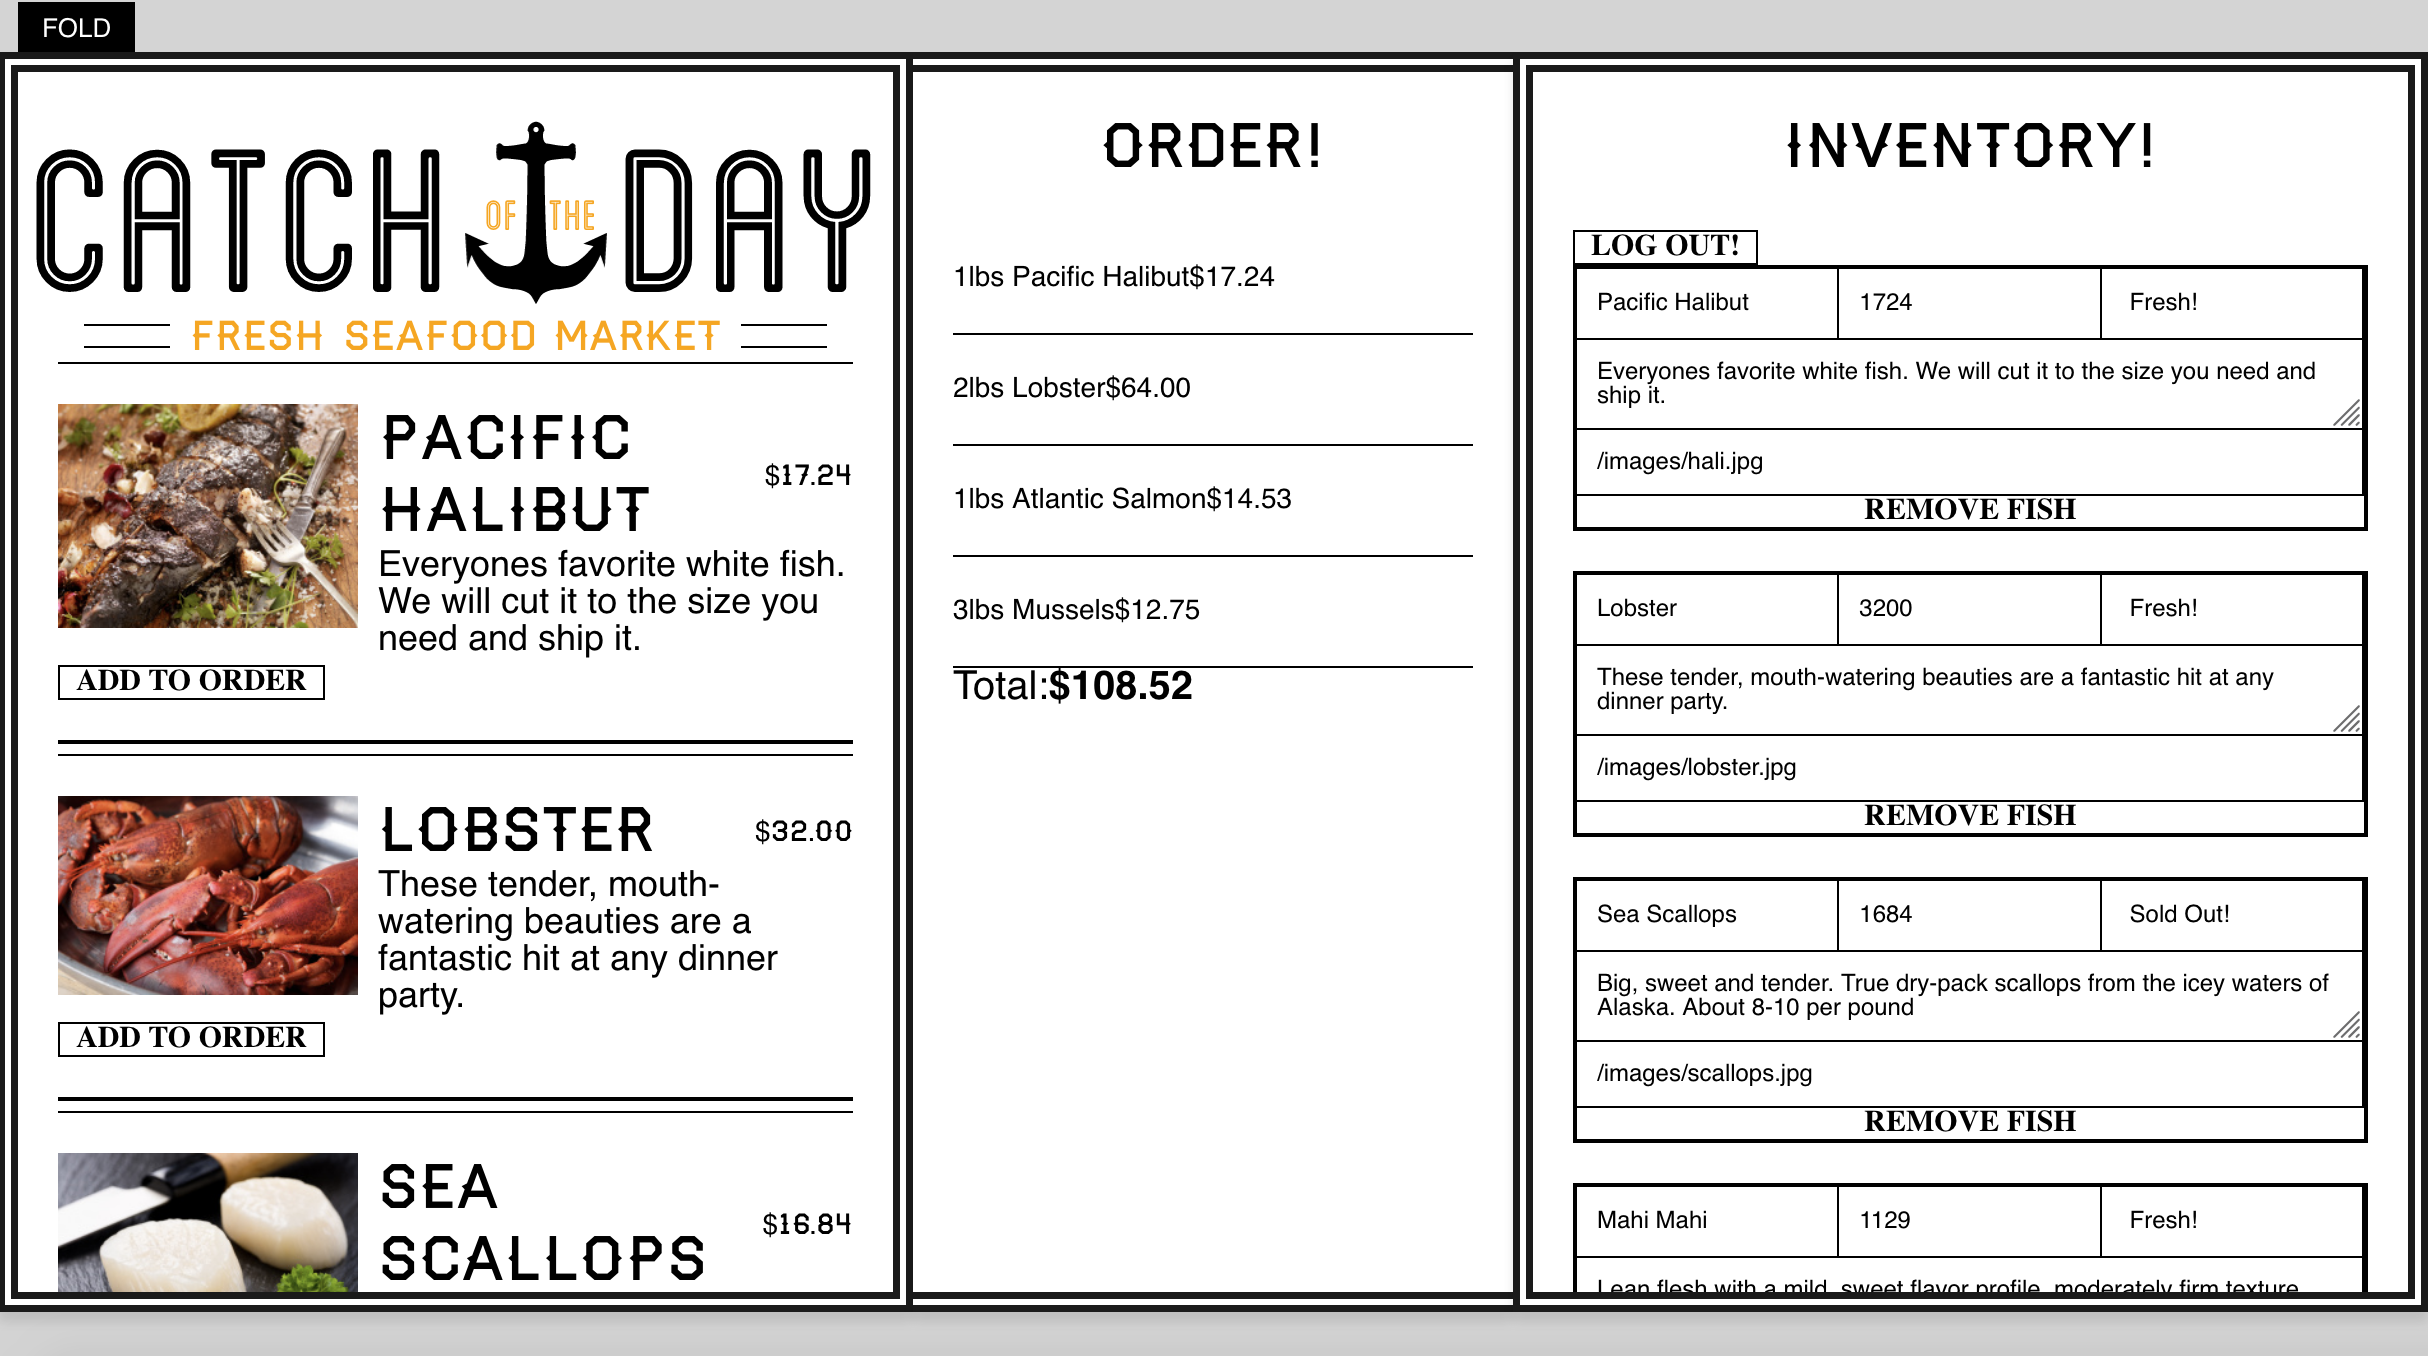 FOLD
CATCH OF THE DAY
FRESH SEAFOOD MARKET
PACIFIC
HALIBUT
$17.24
Everyones favorite white fish.
We will cut it to the size you
need and ship it.
ADD TO ORDER
LOBSTER
$32.00
These tender, mouth-
watering beauties are a
fantastic hit at any dinner
party.
ADD TO ORDER
SEA
SCALLOPS
$16.84
ORDER!
1lbs Pacific Halibut$17.24
2lbs Lobster$64.00
1lbs Atlantic Salmon$14.53
3lbs Mussels$12.75
Total:$108.52
INVENTORY!
LOG OUT!
Pacific Halibut 1724 Fresh!
Everyones favorite white fish. We will cut it to the size you need and
ship it.
/images/hali.jpg
REMOVE FISH
Lobster 3200 Fresh!
These tender, mouth-watering beauties are a fantastic hit at any
dinner party.
/images/lobster.jpg
REMOVE FISH
Sea Scallops 1684 Sold Out!
Big, sweet and tender. True dry-pack scallops from the icey waters of
Alaska. About 8-10 per pound
/images/scallops.jpg
REMOVE FISH
Mahi Mahi 1129 Fresh!
Lean flesh with a mild, sweet flavor profile, moderately firm texture